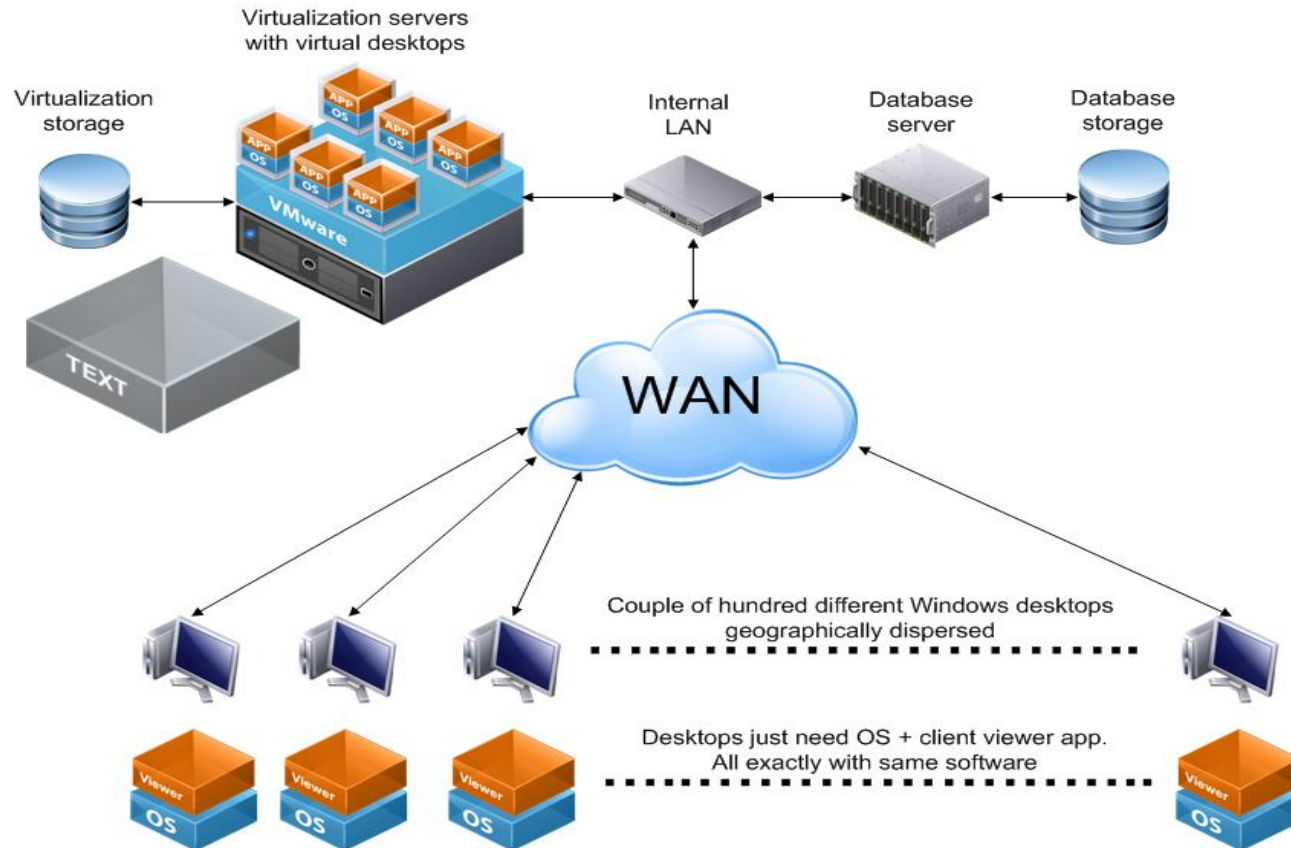 Virtualization servers
with virtual desktops
Virtualization
storage
Internal
LAN
Database
server
Database
storage
APP
OS
APP
OS
APP
OS
APP
OS
APP
OS
APP
OS
VMware
TEXT
WAN
Couple of hundred different Windows desktops
geographically dispersed
Desktops just need OS + client viewer app.
All exactly with same software
Viewer
OS
Viewer
OS
Viewer
OS
Viewer
OS